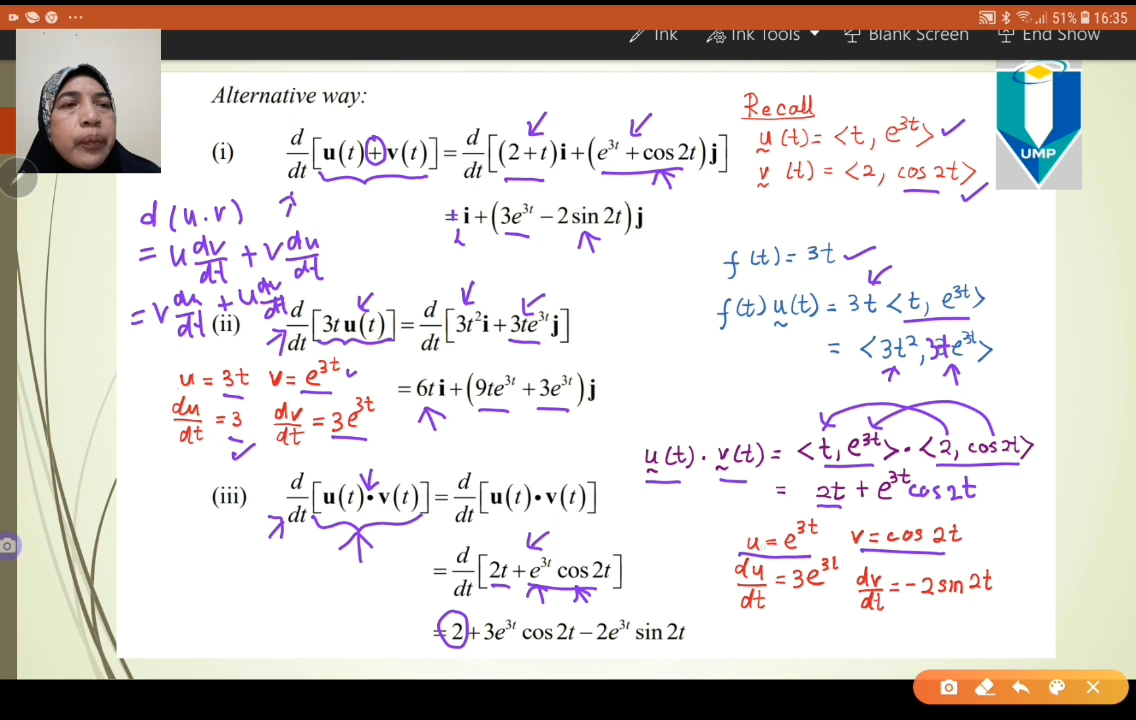 51% 16:35
Ink Ink Tools Blank Screen End Show
Alternative way:
(i) d/dt [u(t) + v(t)] = d/dt [(2 + t)i + (e^{3t} + cos 2t)j]
= i + (3e^{3t} − 2 sin 2t)j
(ii) d/dt [3t u(t)] = d/dt [3t²i + 3te^{3t}j]
= 6t i + (9te^{3t} + 3e^{3t})j
(iii) d/dt [u(t)•v(t)] = d/dt [u(t)•v(t)]
= d/dt [2t + e^{3t} cos 2t]
= 2 + 3e^{3t} cos 2t − 2e^{3t} sin 2t
d(u.v)
= u dv/dt + v du/dt
= v du/dt + u dv/dt
u = 3t v = e^{3t}
du/dt = 3 dv/dt = 3e^{3t}
Recall
u(t) = <t, e^{3t}>
v(t) = <2, cos 2t>
UMP
f(t) = 3t
f(t)u(t) = 3t <t, e^{3t}>
= <3t², 3te^{3t}>
u(t) · v(t) = <t, e^{3t}> · <2, cos 2t>
= 2t + e^{3t} cos 2t
u = e^{3t} v = cos 2t
du/dt = 3e^{3t} dv/dt = -2 sin 2t